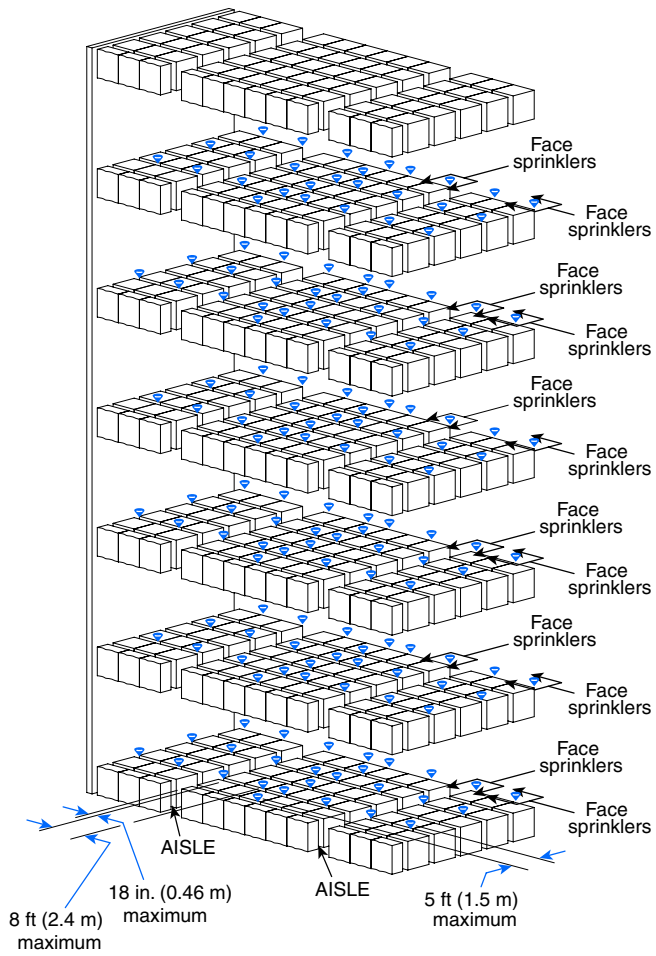 Face
sprinklers
Face
sprinklers
Face
sprinklers
Face
sprinklers
Face
sprinklers
Face
sprinklers
Face
sprinklers
Face
sprinklers
Face
sprinklers
Face
sprinklers
Face
sprinklers
Face
sprinklers
AISLE
AISLE
18 in. (0.46 m)
maximum
5 ft (1.5 m)
maximum
8 ft (2.4 m)
maximum